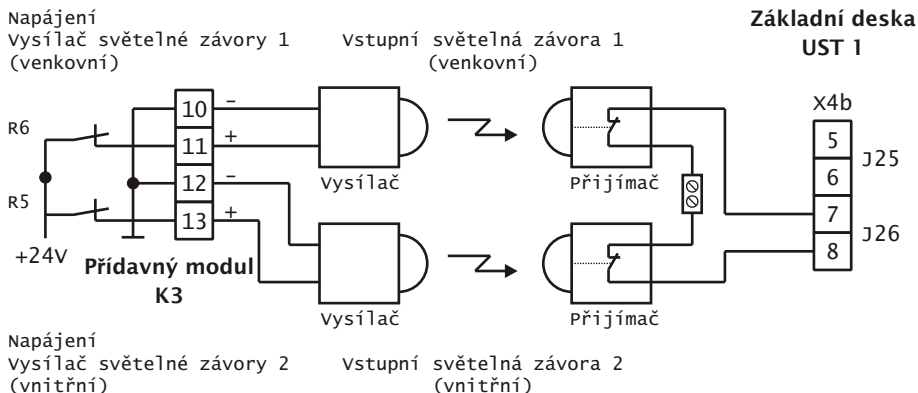 Napájení
Vysílač světelné závory 1
(venkovní)
Vstupní světelná závora 1
(venkovní)
Základní deska
UST 1
X4b
R6
R5
+24V
10
11
12
13
–
+
–
+
Přídavný modul
K3
Vysílač
Přijímač
Vysílač
Přijímač
5
6
7
8
J25
J26
Napájení
Vysílač světelné závory 2
(vnitřní)
Vstupní světelná závora 2
(vnitřní)